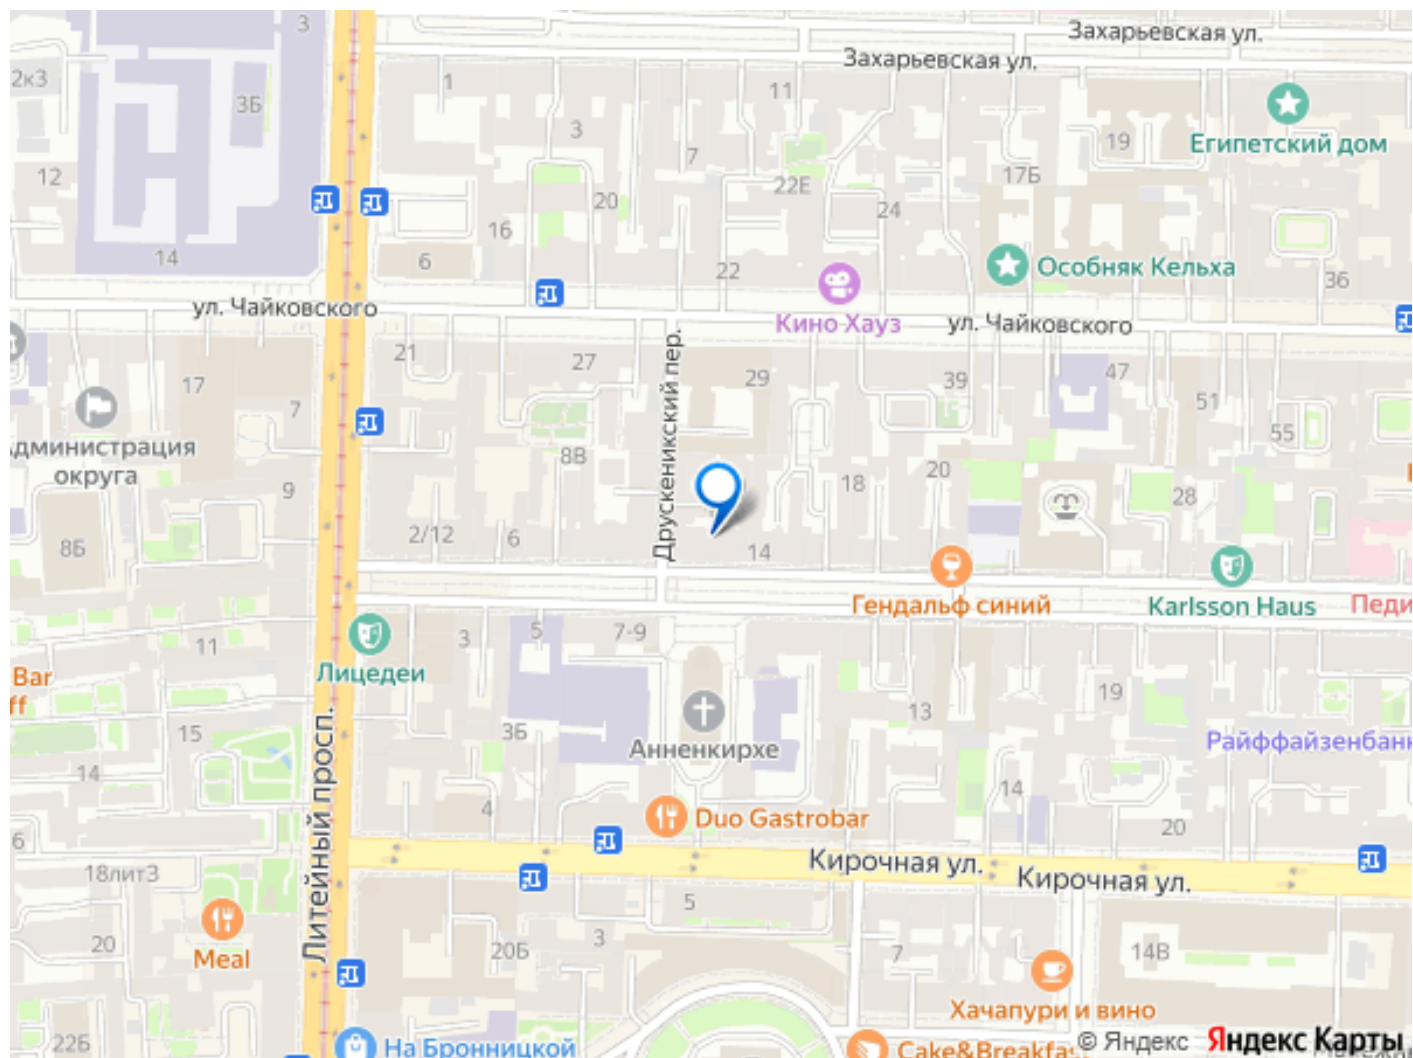 3
Захарьевская ул.
Захарьевская ул.
2к3
3Б
1
11
3
19
Египетский дом
7
12
22Е
17Б
20
24
16
14
6
22
Особняк Кельха
36
ул. Чайковского
Кино Хауз
ул. Чайковского
Друскеникский пер.
21
27
29
39
47
17
7
51
55
дминистрация
округа
8В
9
18
20
28
2/12
6
14
8Б
Гендальф синий
Karlsson Haus
Педи
5
7-9
3
11
Лицедеи
Bar
ff
19
13
15
3Б
Анненкирхе
Райффайзенбанк
14
14
4
Duo Gastrobar
20
6
Кирочная ул.
Кирочная ул.
18лит3
Литейный просп.
5
20
3
20Б
7
14В
Meal
Хачапури и вино
22Б
На Бронницкой
Cake&Breakfas
© Яндекс
Яндекс Карты